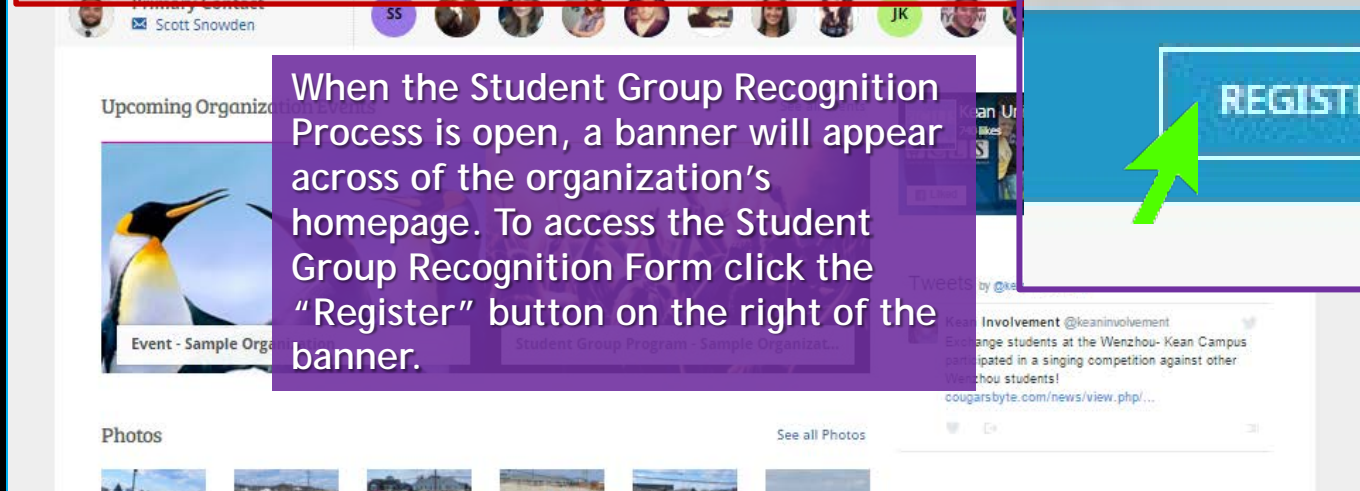 Scott Snowden
SS
JK
REGIST
Upcoming Organization Events
When the Student Group Recognition
Process is open, a banner will appear
across of the organization’s
homepage. To access the Student
Group Recognition Form click the
“Register” button on the right of the
banner.
Event - Sample Organization
Student Group Program - Sample Organizat...
Tweets by
Kean Involvement @keaninvolvement
Exchange students at the Wenzhou- Kean Campus
participated in a singing competition against other
Wenzhou students!
cougarsbyte.com/news/view.php/...
Photos
See all Photos